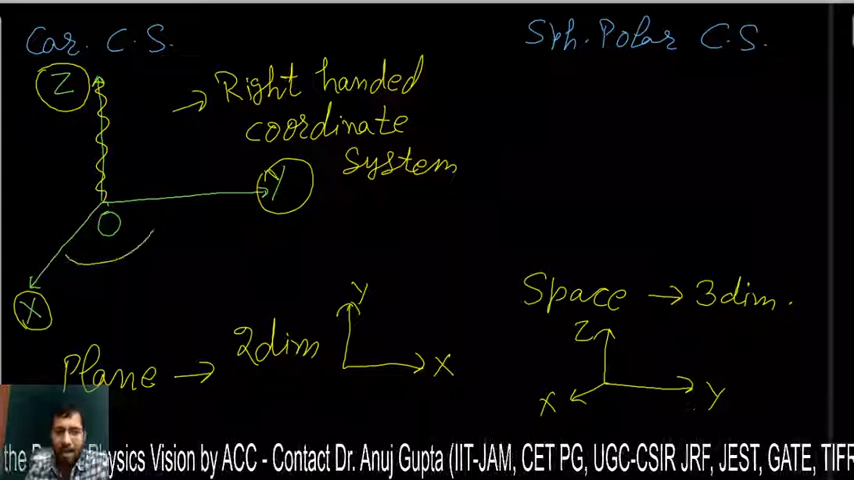 Car. C.S.
Sph. Polar C.S.
Z
→ Right handed
coordinate
system
Y
O
X
Space → 3dim.
Z
X
Y
Plane → 2dim
Y
X
the Physics Vision by ACC - Contact Dr. Anuj Gupta (IIT-JAM, CET PG, UGC-CSIR JRF, JEST, GATE, TIFR